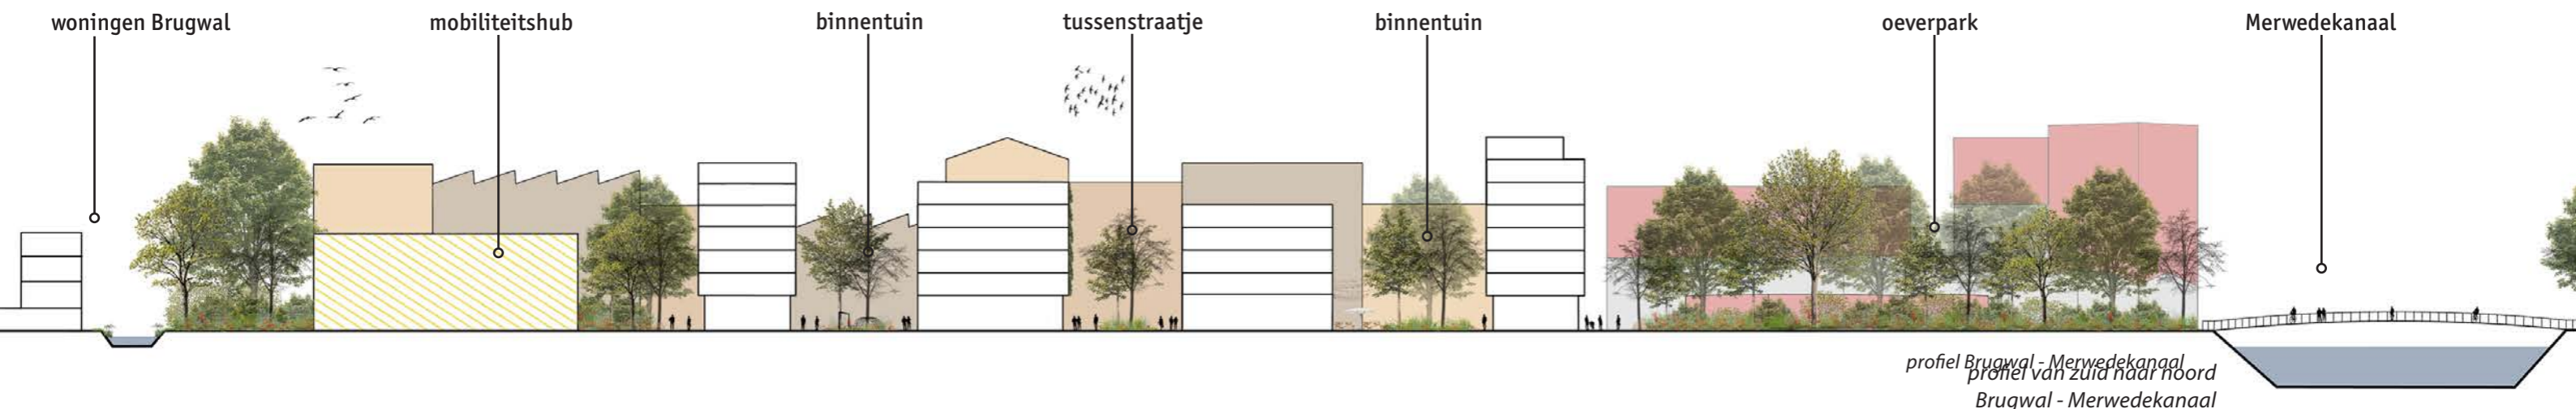 woningen Brugwal
mobiliteitshub
binnentuin
tussenstraatje
binnentuin
oeverpark
Merwedekanaal
profiel Brugwal - Merwedekanaal
profiel van zuid naar noord
Brugwal - Merwedekanaal